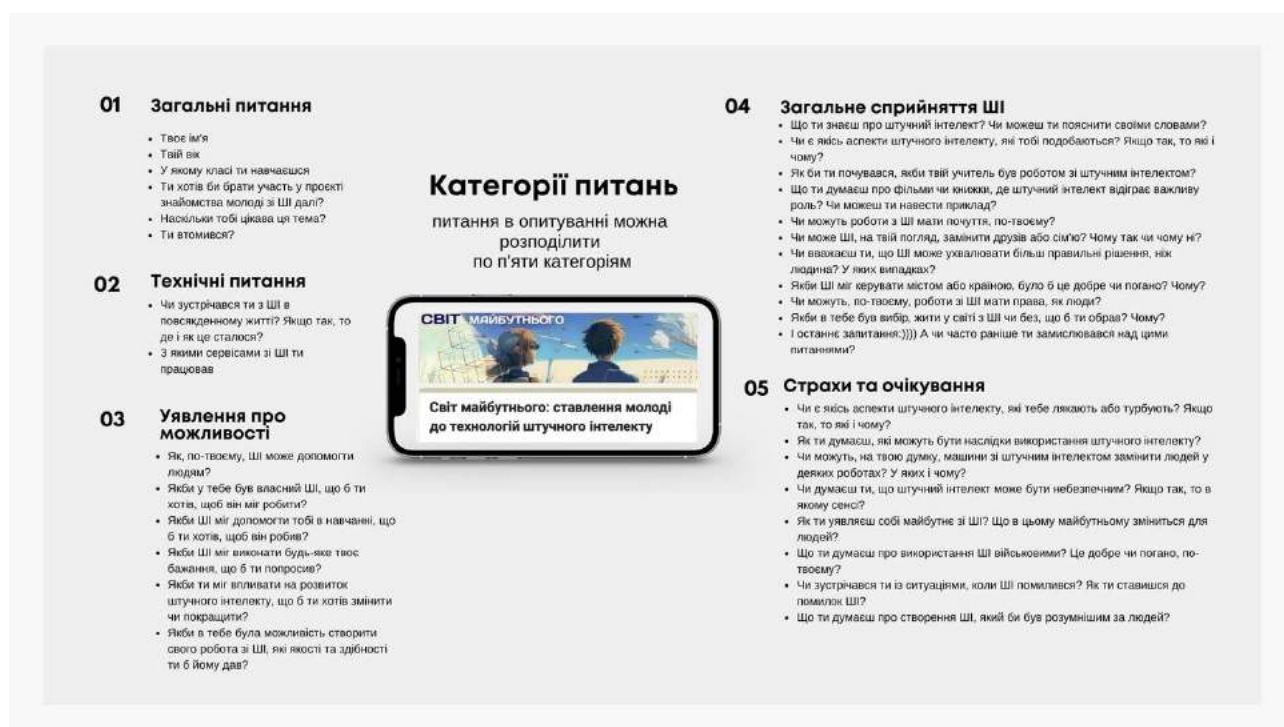 01 Загальні питання
• Твоє ім'я
• Твій вік
• У якому класі ти навчаєшся
• Ти хотів би брати участь у проєкті
знайомства молоді зі ШІ далі?
• Наскільки тобі цікава ця тема?
• Ти втомився?
02 Технічні питання
• Чи зустрічався ти з ШІ в
повсякденному житті? Якщо так, то
де і як це сталося?
• З якими сервісами зі ШІ ти
працював
03 Уявлення про
можливості
• Як, по-твоєму, ШІ може допомогти
людям?
• Якби у тебе був власний ШІ, що б ти
хотів, щоб він міг робити?
• Якби ШІ міг допомогти тобі в навчанні, що
б ти хотів, щоб він робив?
• Якби ШІ міг виконати будь-яке твоє
бажання, що б ти попросив?
• Якби ти міг впливати на розвиток
штучного інтелекту, що б ти хотів змінити
чи покращити?
• Якби в тебе була можливість створити
свого робота зі ШІ, які якості та здібності
ти б йому дав?
Категорії питань
питання в опитуванні можна
розподілити
по п'яти категоріям
СВІТ МАЙБУТНЬОГО
Світ майбутнього: ставлення молоді
до технологій штучного інтелекту
04 Загальне сприйняття ШІ
• Що ти знаєш про штучний інтелект? Чи можеш ти пояснити своїми словами?
• Чи є якісь аспекти штучного інтелекту, які тобі подобаються? Якщо так, то які і
чому?
• Як би ти почувався, якби твій учитель був роботом зі штучним інтелектом?
• Що ти думаєш про фільми чи книжки, де штучний інтелект відіграє важливу
роль? Чи можеш ти навести приклад?
• Чи можуть роботи з ШІ мати почуття, по-твоєму?
• Чи може ШІ, на твій погляд, замінити друзів або сім'ю? Чому так чи чому ні?
• Чи вважаєш ти, що ШІ може ухвалювати більш правильні рішення, ніж
людина? У яких випадках?
• Якби ШІ міг керувати містом або країною, було б це добре чи погано? Чому?
• Чи можуть, по-твоєму, роботи зі ШІ мати права, як люди?
• Якби в тебе був вибір, жити у світі з ШІ чи без, що б ти обрав? Чому?
• І останнє запитання:)))) А чи часто раніше ти замислювався над цими
питаннями?
05 Страхи та очікування
• Чи є якісь аспекти штучного інтелекту, які тебе лякають або турбують? Якщо
так, то які і чому?
• Як ти думаєш, які можуть бути наслідки використання штучного інтелекту?
• Чи можуть, на твою думку, машини зі штучним інтелектом замінити людей у
деяких роботах? У яких і чому?
• Чи думаєш ти, що штучний інтелект може бути небезпечним? Якщо так, то в
якому сенсі?
• Як ти уявляєш собі майбутнє зі ШІ? Що в цьому майбутньому зміниться для
людей?
• Що ти думаєш про використання ШІ військовими? Це добре чи погано, по-
твоєму?
• Чи зустрічався ти із ситуаціями, коли ШІ помилився? Як ти ставишся до
помилок ШІ?
• Що ти думаєш про створення ШІ, який би був розумнішим за людей?